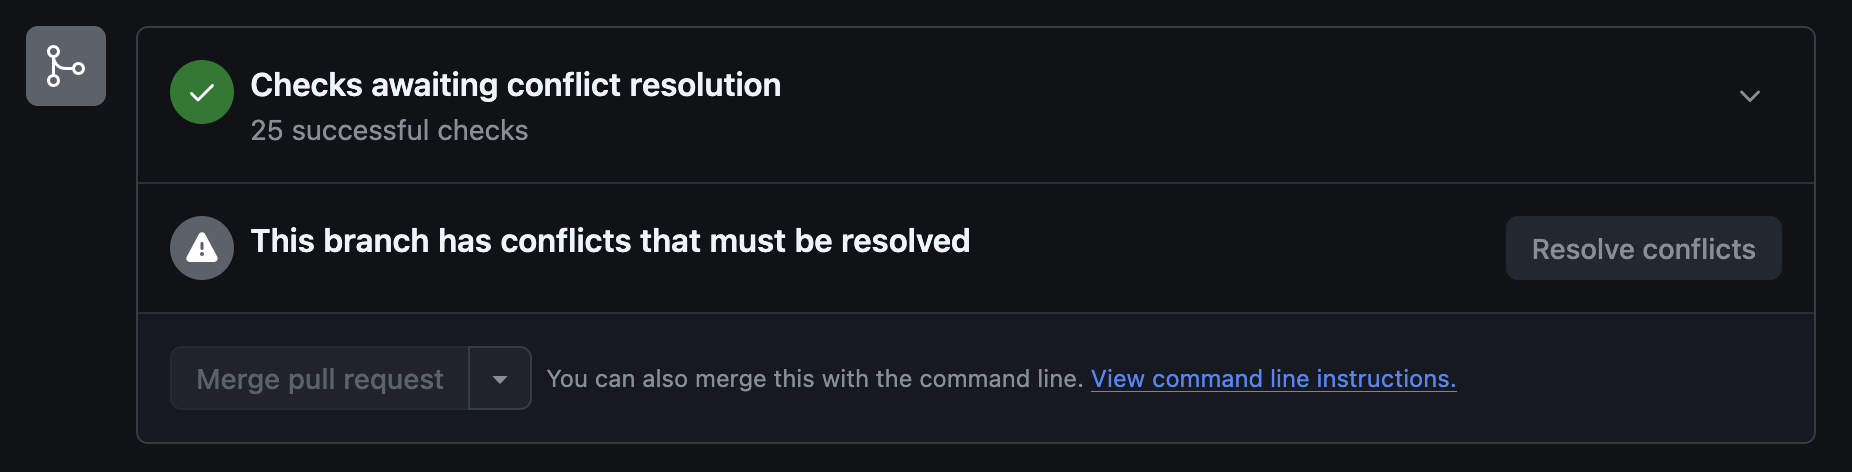 Checks awaiting conflict resolution
25 successful checks
This branch has conflicts that must be resolved
Resolve conflicts
Merge pull request
You can also merge this with the command line. View command line instructions.